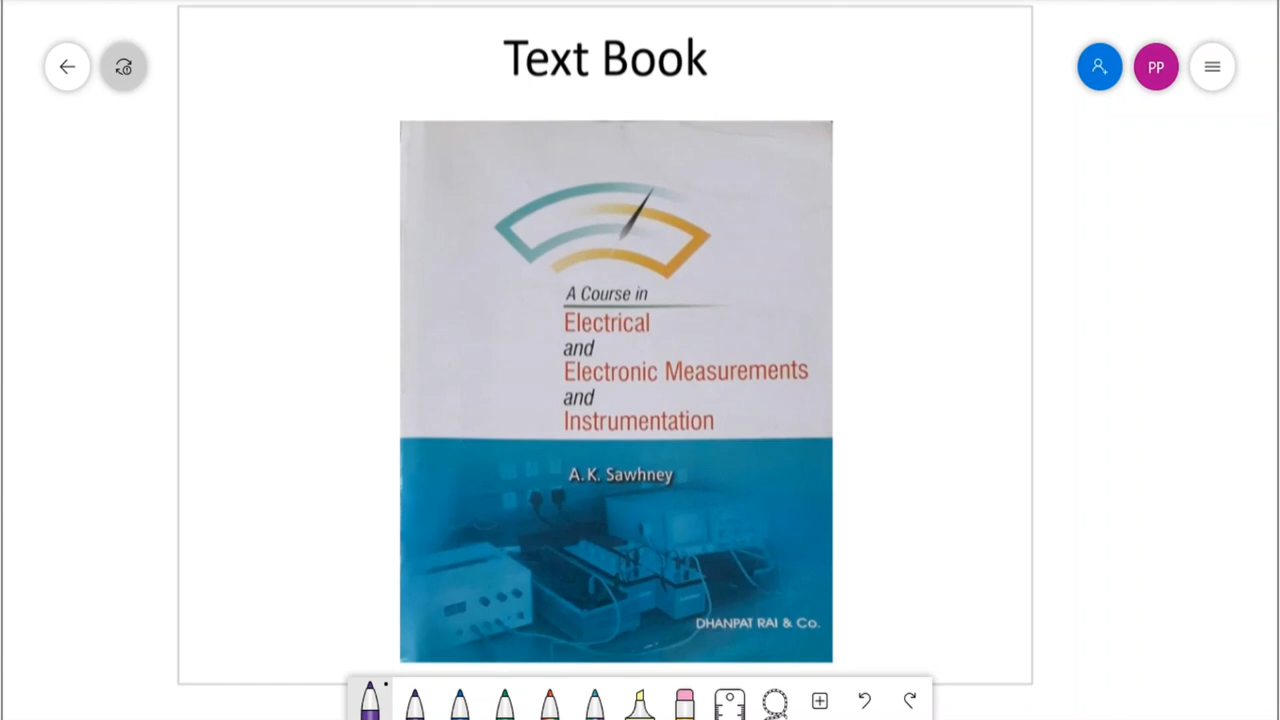 Text Book
PP
A Course in
Electrical
and
Electronic Measurements
and
Instrumentation
A. K. Sawhney
DHANPAT RAI & Co.